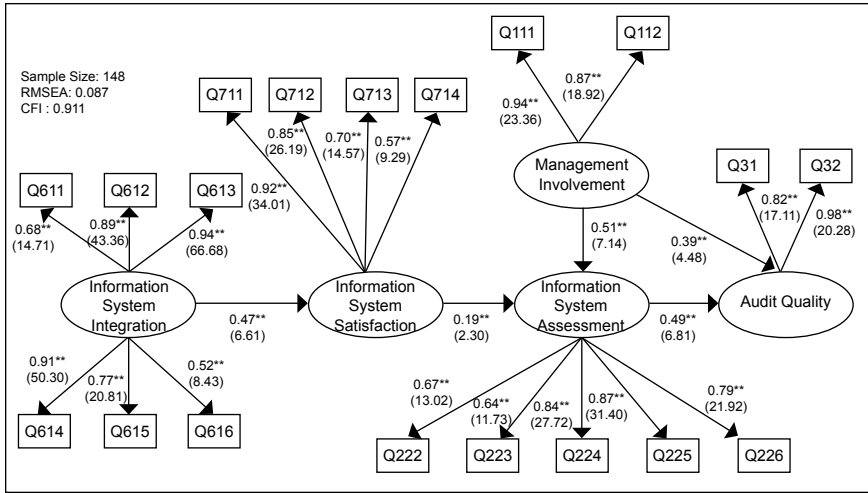 Sample Size: 148
RMSEA: 0.087
CFI : 0.911
Q111
Q112
0.94**
(23.36)
0.87**
(18.92)
Q711
Q712
Q713
Q714
0.92**
(34.01)
0.85**
(26.19)
0.70**
(14.57)
0.57**
(9.29)
Management
Involvement
Q31
Q32
0.82**
(17.11)
0.98**
(20.28)
Q611
Q612
Q613
0.68**
(14.71)
0.89**
(43.36)
0.94**
(66.68)
0.51**
(7.14)
0.39**
(4.48)
Information
System
Integration
0.47**
(6.61)
Information
System
Satisfaction
0.19**
(2.30)
Information
System
Assessment
0.49**
(6.81)
Audit Quality
0.91**
(50.30)
0.77**
(20.81)
0.52**
(8.43)
Q614
Q615
Q616
0.67**
(13.02)
0.64**
(11.73)
0.84**
(27.72)
0.87**
(31.40)
0.79**
(21.92)
Q222
Q223
Q224
Q225
Q226